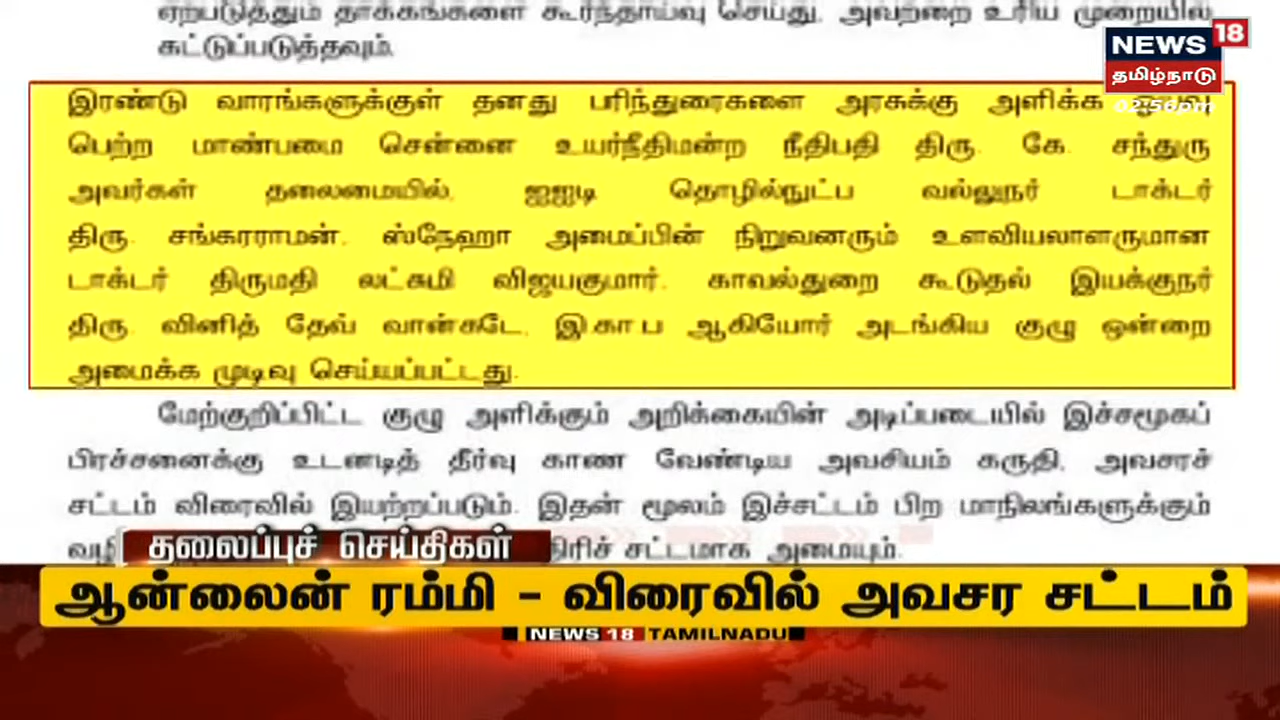 ஏற்படுத்தும் தாக்கங்களை கூர்ந்தாய்வு செய்து, அவற்றை உரிய முறையில்
கட்டுப்படுத்தவும்.
NEWS 18
தமிழ்நாடு
02:56pm
இரண்டு வாரங்களுக்குள் தனது பரிந்துரைகளை அரசுக்கு அளிக்க
பெற்ற மாண்பமை சென்னை உயர்நீதிமன்ற நீதிபதி திரு. கே. சந்துரு
அவர்கள் தலைமையில், ஐஐடி தொழில்நுட்ப வல்லுநர் டாக்டர்
திரு. சங்கரராமன், ஸ்நேஹா அமைப்பின் நிறுவனரும் உளவியலாளருமான
டாக்டர் திருமதி லட்சுமி விஜயகுமார், காவல்துறை கூடுதல் இயக்குநர்
திரு. வினித் தேவ் வான்கடே, இ.கா.ப ஆகியோர் அடங்கிய குழு ஒன்றை
அமைக்க முடிவு செய்யப்பட்டது.
மேற்குறிப்பிட்ட குழு அளிக்கும் அறிக்கையின் அடிப்படையில் இச்சமூகப்
பிரச்சனைக்கு உடனடித் தீர்வு காண வேண்டிய அவசியம் கருதி, அவசரச்
சட்டம் விரைவில் இயற்றப்படும். இதன் மூலம் இச்சட்டம் பிற மாநிலங்களுக்கும்
சட்டமாக அமையும்.
தலைப்புச் செய்திகள்
ஆன்லைன் ரம்மி - விரைவில் அவசர சட்டம்
NEWS 18 TAMILNADU